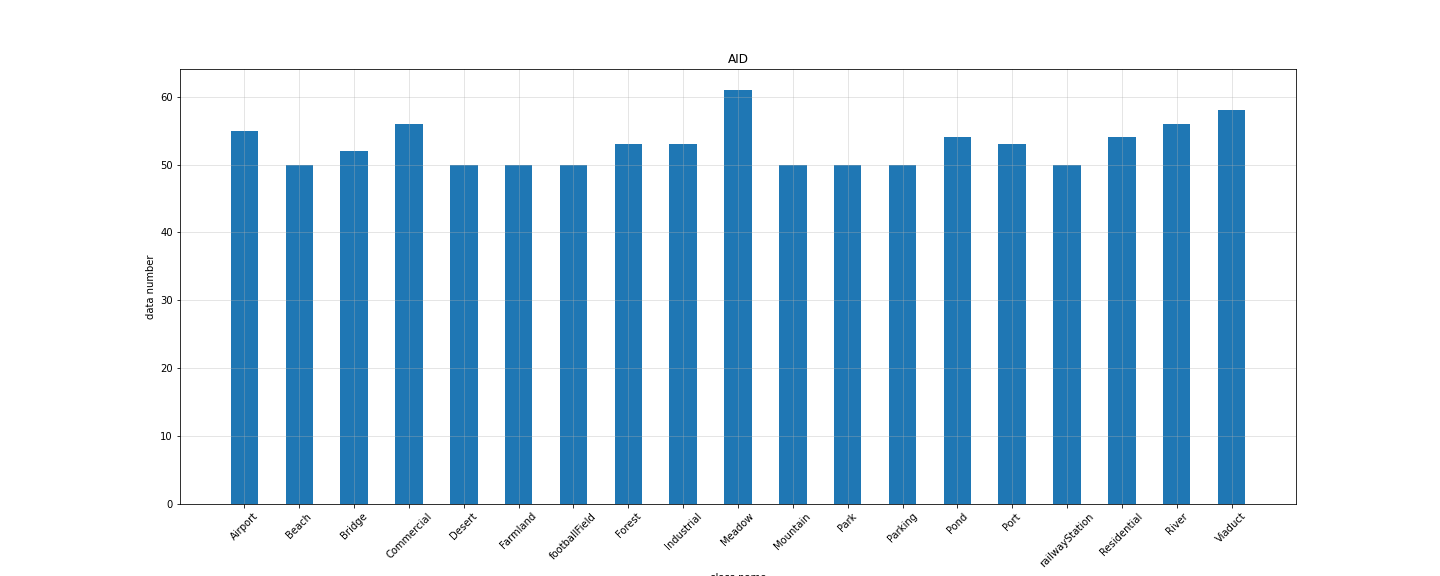 AID
60
50
40
30
20
10
0
data number
Airport
Beach
Bridge
Commercial
Desert
Farmland
footballField
Forest
Industrial
Meadow
Mountain
Park
Parking
Pond
Port
railwayStation
Residential
River
Viaduct